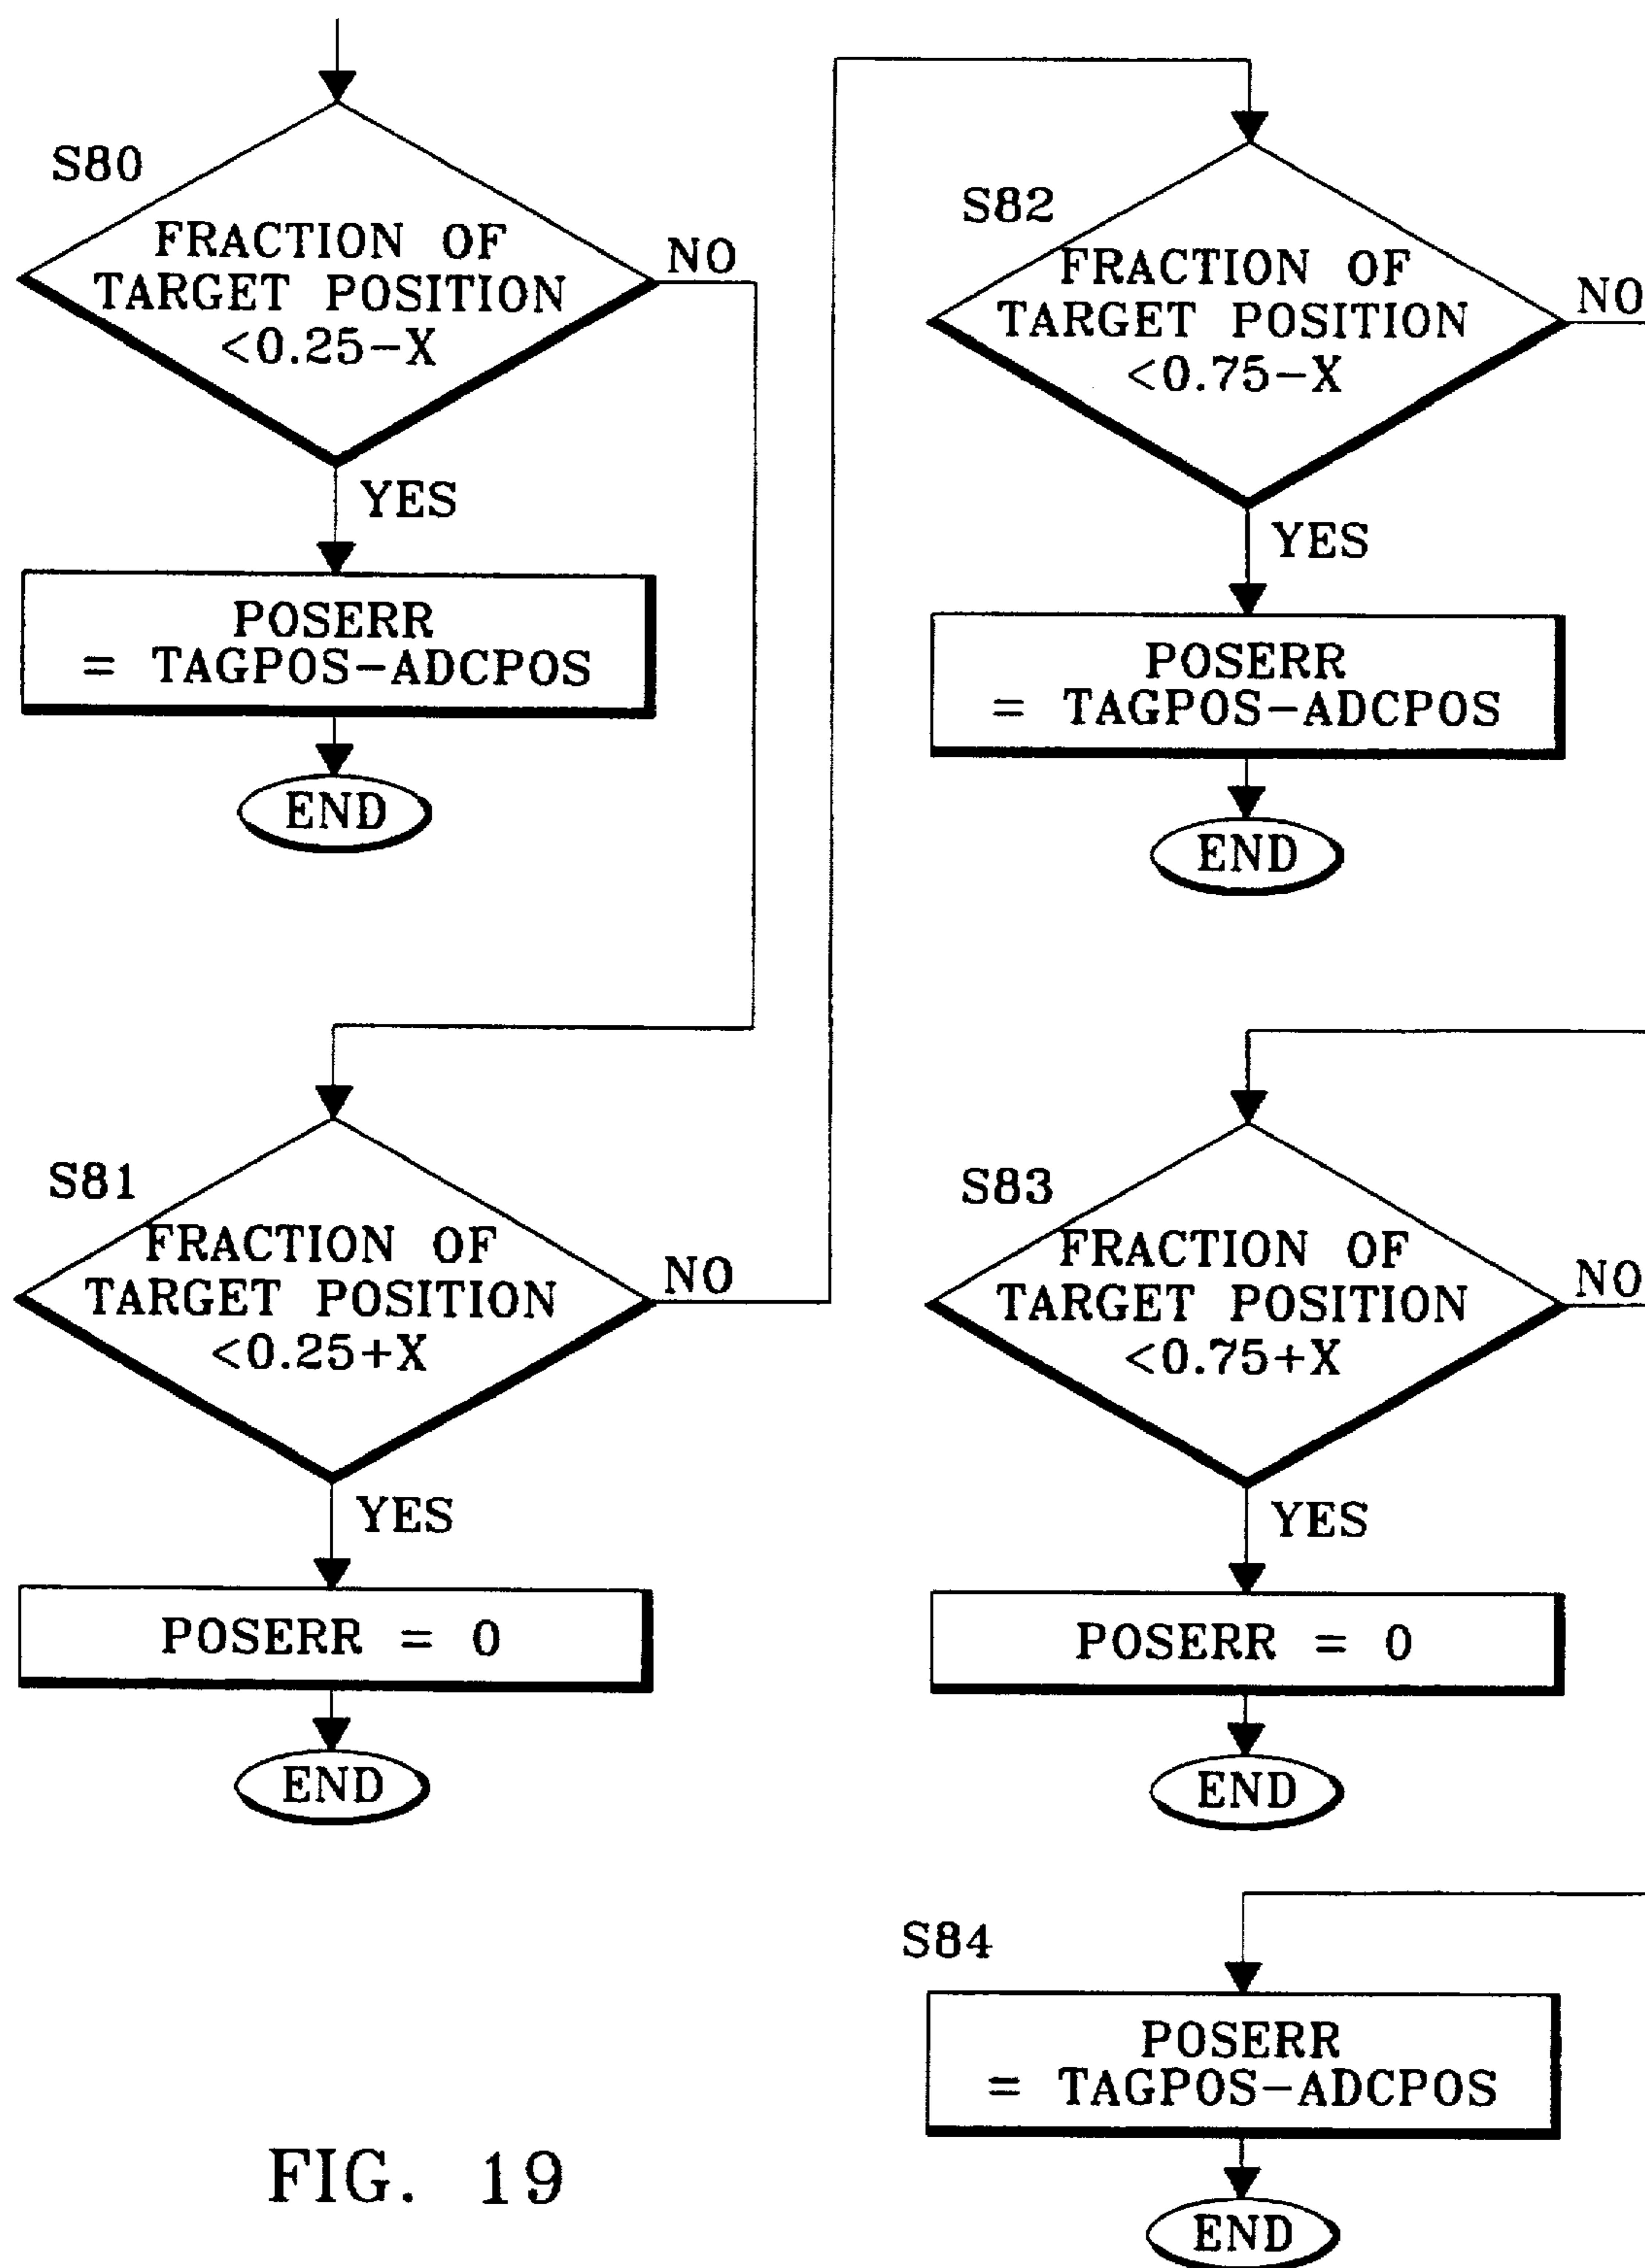 S80
FRACTION OF
TARGET POSITION
<0.25-X
NO
YES
POSERR
= TAGPOS-ADCPOS
END
S81
FRACTION OF
TARGET POSITION
<0.25+X
NO
YES
POSERR = 0
END
S82
FRACTION OF
TARGET POSITION
<0.75-X
NO
YES
POSERR
= TAGPOS-ADCPOS
END
S83
FRACTION OF
TARGET POSITION
<0.75+X
NO
YES
POSERR = 0
END
S84
POSERR
= TAGPOS-ADCPOS
END
FIG. 19